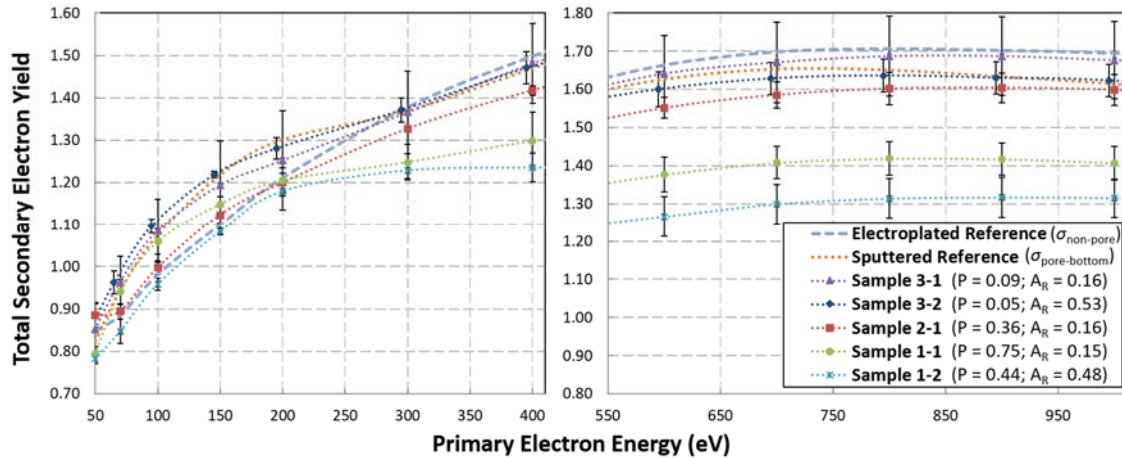 Total Secondary Electron Yield
1.60
1.50
1.40
1.30
1.20
1.10
1.00
0.90
0.80
0.70
50 100 150 200 250 300 350 400
1.80
1.70
1.60
1.50
1.40
1.30
1.20
1.10
1.00
0.90
0.80
550 650 750 850 950
Electroplated Reference (σnon-pore)
Sputtered Reference (σpore-bottom)
Sample 3-1 (P = 0.09; AR = 0.16)
Sample 3-2 (P = 0.05; AR = 0.53)
Sample 2-1 (P = 0.36; AR = 0.16)
Sample 1-1 (P = 0.75; AR = 0.15)
Sample 1-2 (P = 0.44; AR = 0.48)
Primary Electron Energy (eV)